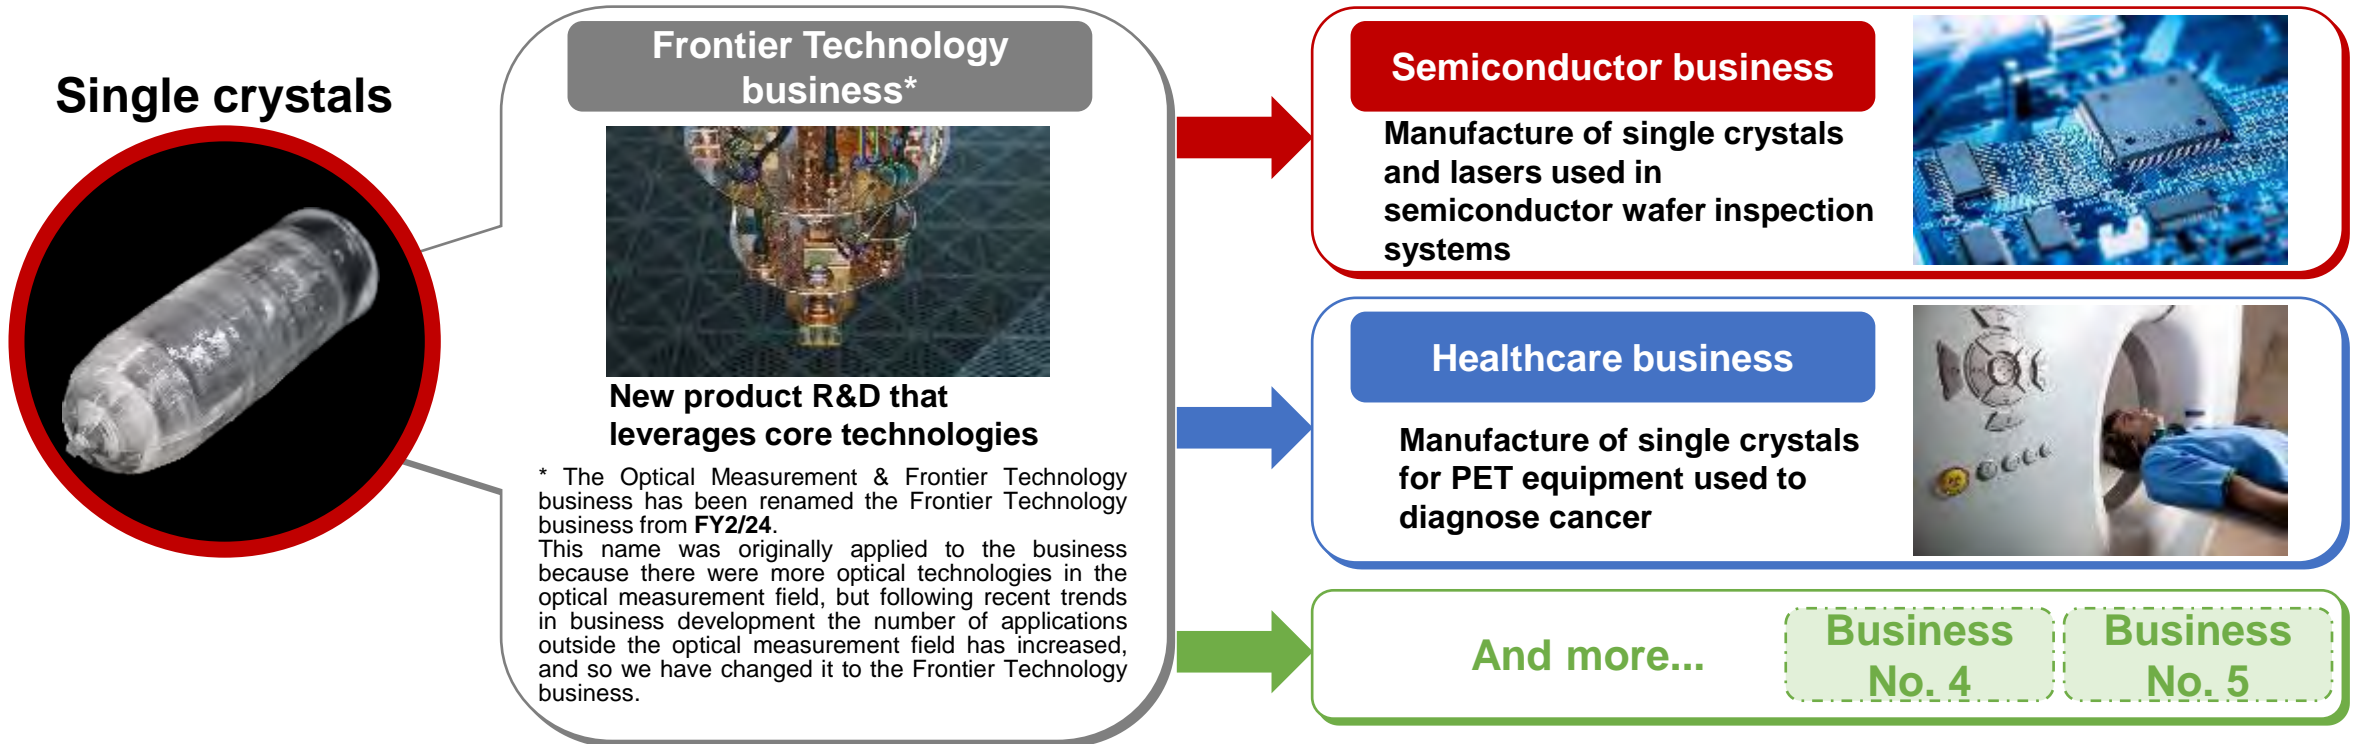 Single crystals
Frontier Technology
business*
New product R&D that
leverages core technologies
* The Optical Measurement & Frontier Technology
business has been renamed the Frontier Technology
business from FY2/24.
This name was originally applied to the business
because there were more optical technologies in the
optical measurement field, but following recent trends
in business development the number of applications
outside the optical measurement field has increased,
and so we have changed it to the Frontier Technology
business.
Semiconductor business
Manufacture of single crystals
and lasers used in
semiconductor wafer inspection
systems
Healthcare business
Manufacture of single crystals
for PET equipment used to
diagnose cancer
And more...
Business
No. 4
Business
No. 5